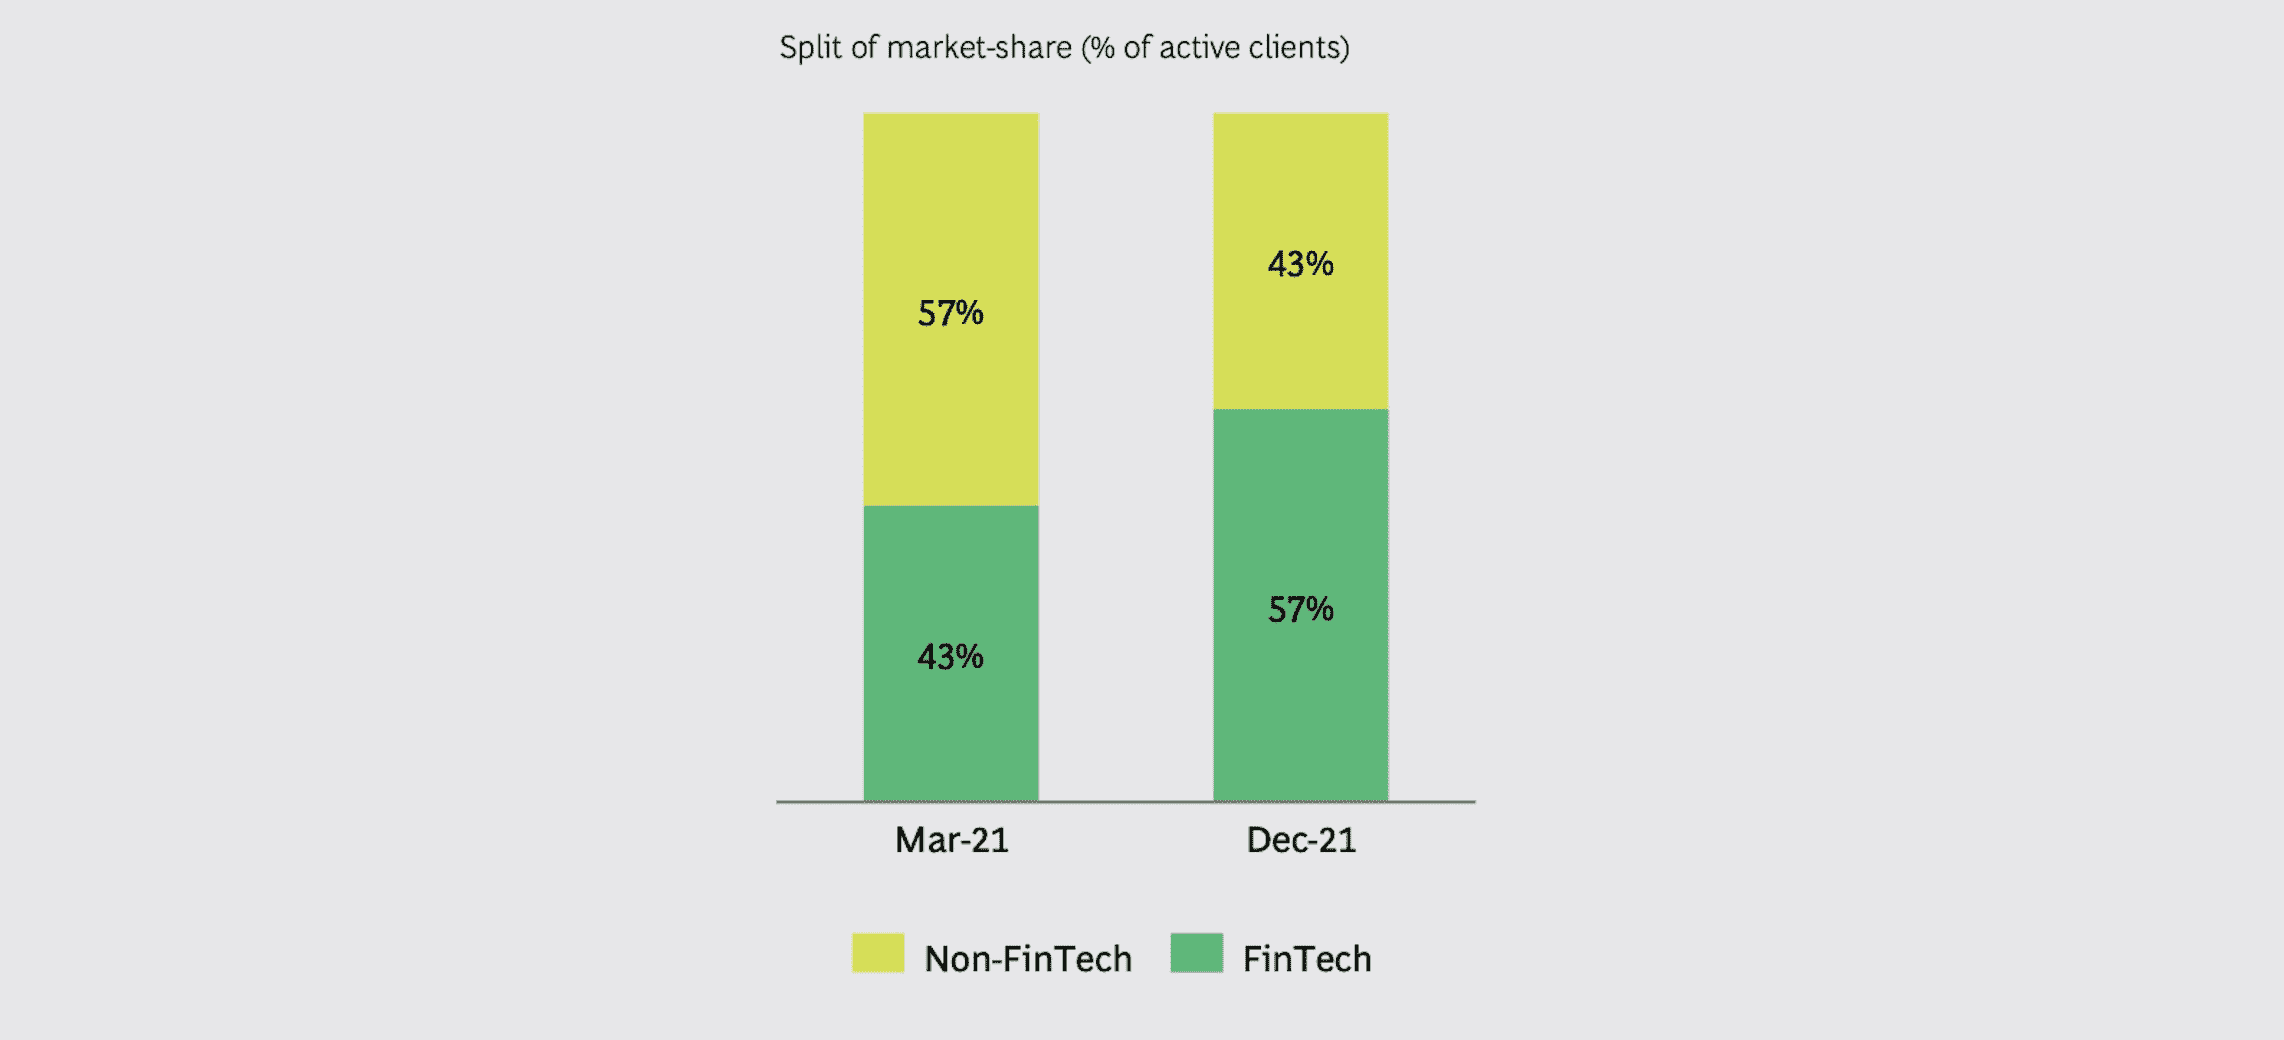 Split of market-share (% of active clients)
57%
43%
43%
57%
Mar-21
Dec-21
Non-FinTech
FinTech